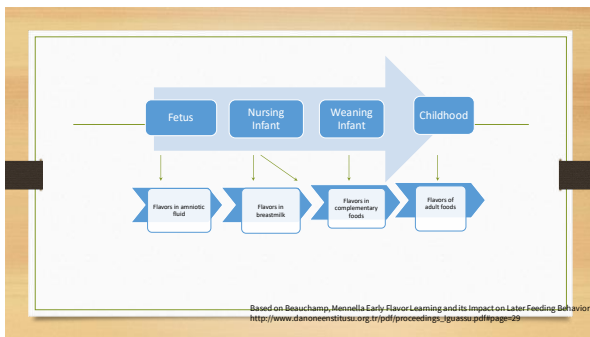 Fetus
Nursing
Infant
Weaning
Infant
Childhood
Flavors in amniotic
fluid
Flavors in
breastmilk
Flavors in
complementary
foods
Flavors of
adult foods
Based on Beauchamp, Mennella Early Flavor Learning and its Impact on Later Feeding Behavior
http://www.danoneenstitusu.org.tr/pdf/proceedings_Iguassu.pdf#page=29